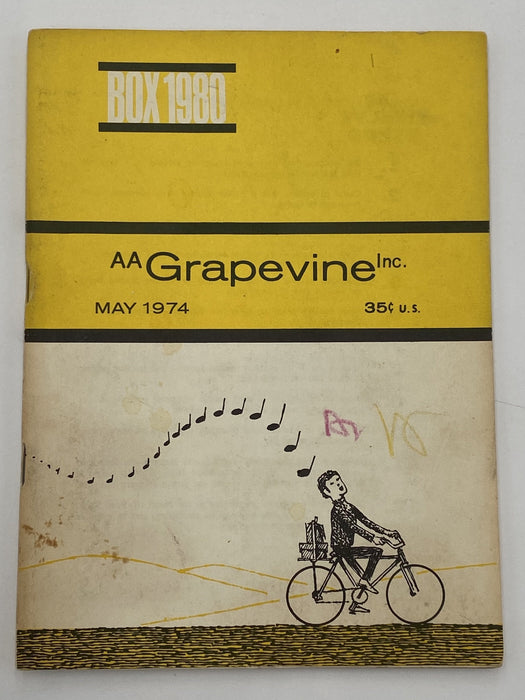 BOX 1980
AA Grapevine Inc.
MAY 1974 35¢ U.S.